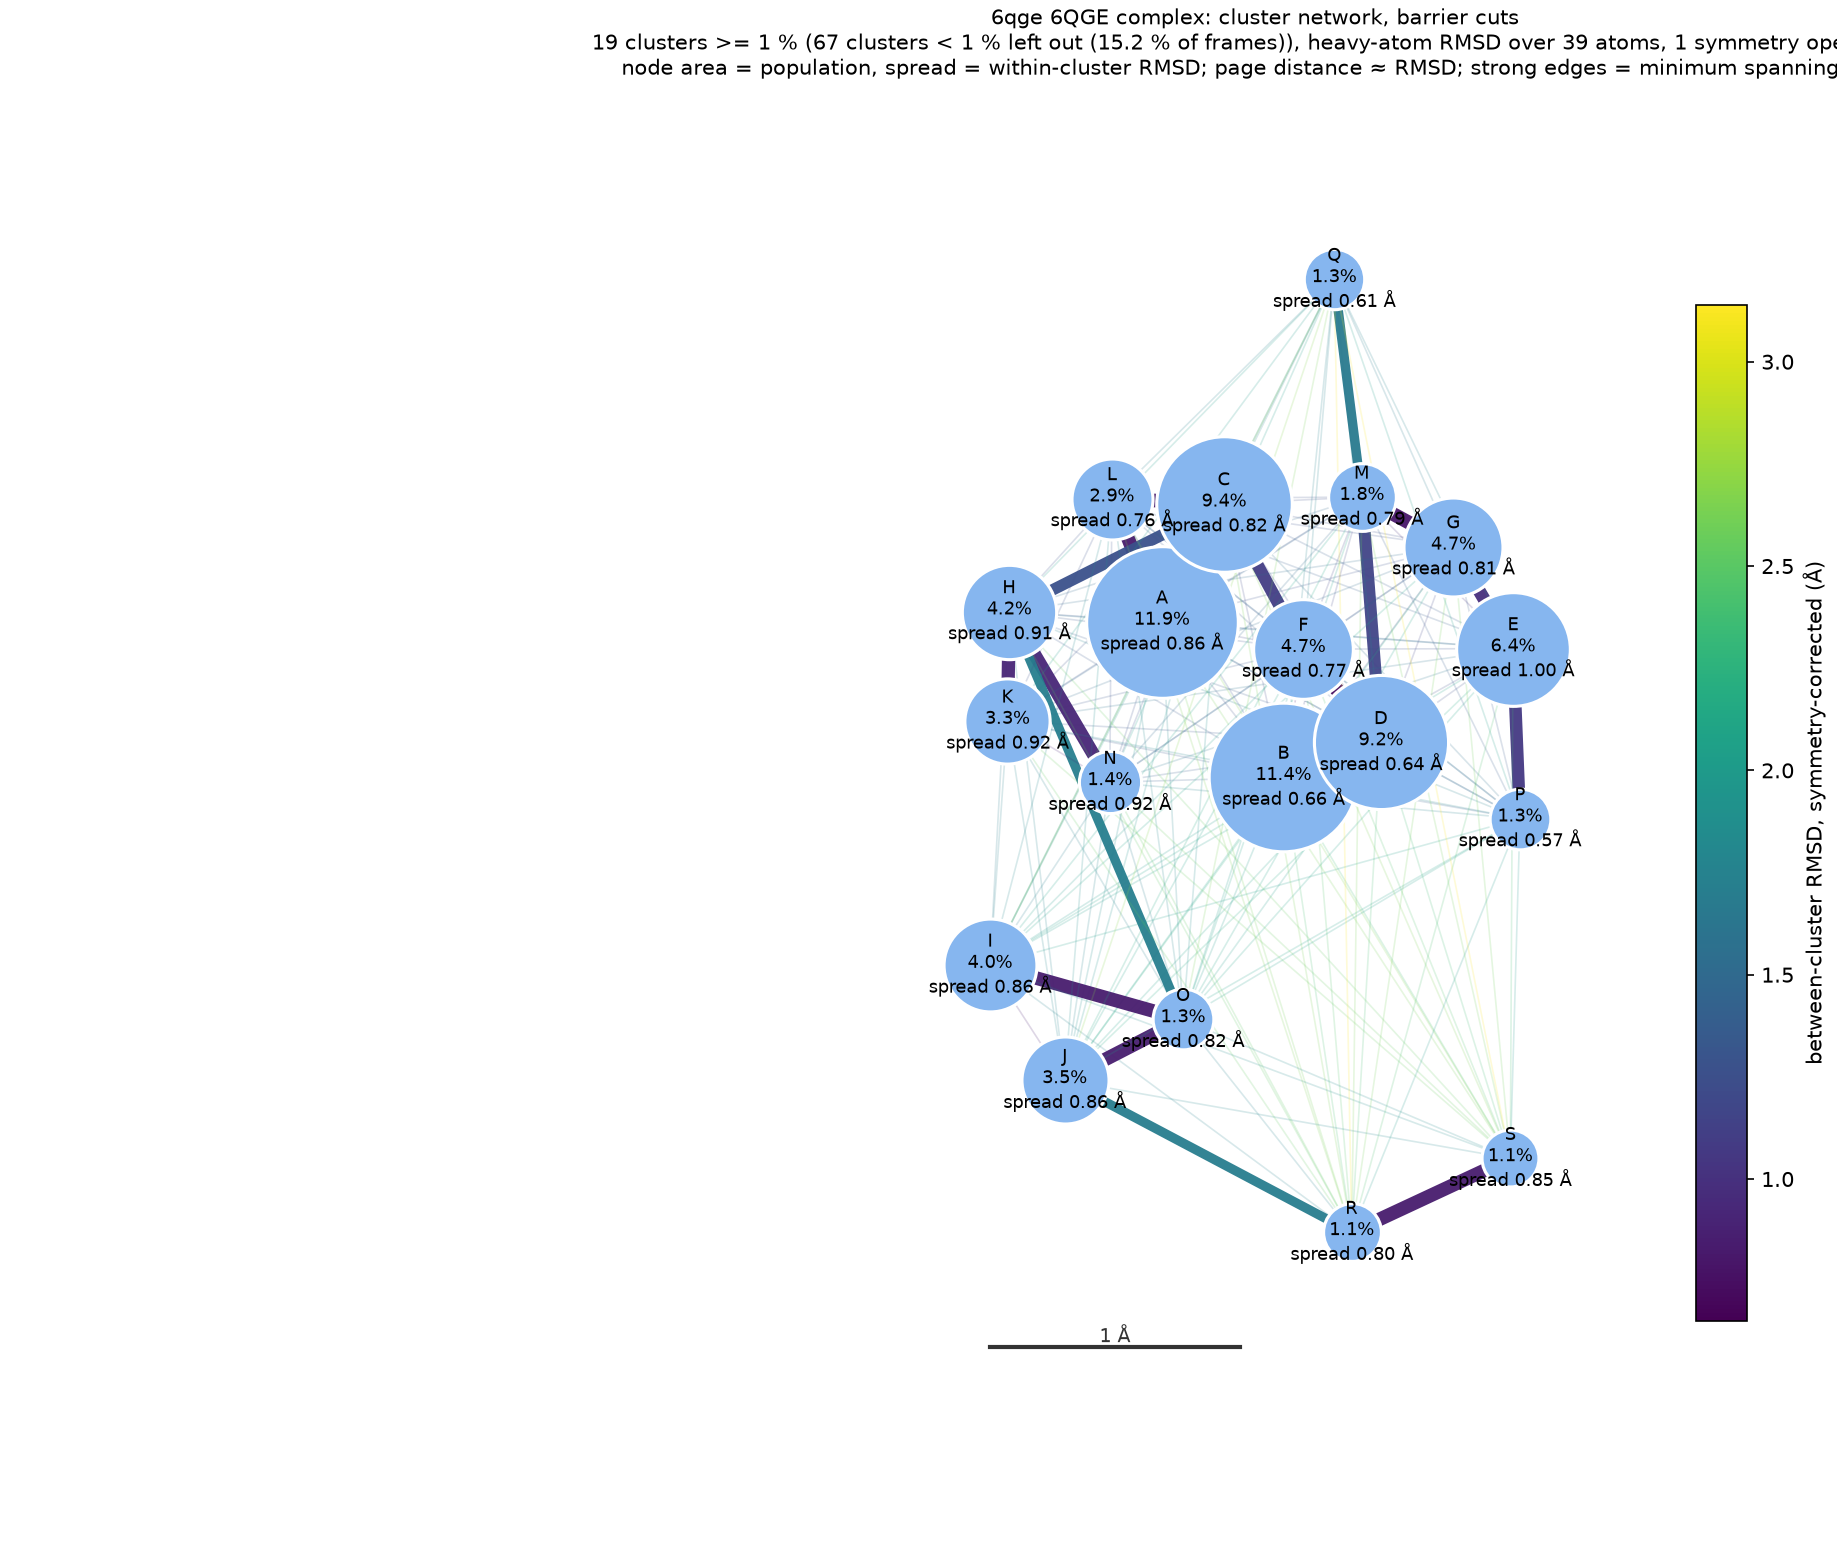 6qge 6QGE complex: cluster network, barrier cuts
19 clusters >= 1 % (67 clusters < 1 % left out (15.2 % of frames)), heavy-atom RMSD over 39 atoms, 1 symmetry ope
node area = population, spread = within-cluster RMSD; page distance ≈ RMSD; strong edges = minimum spanning
Q
1.3%
spread 0.61 Å
L
2.9%
spread 0.76 Å
C
9.4%
spread 0.82 Å
M
1.8%
spread 0.79 Å
G
4.7%
spread 0.81 Å
H
4.2%
spread 0.91 Å
A
11.9%
spread 0.86 Å
F
4.7%
spread 0.77 Å
E
6.4%
spread 1.00 Å
K
3.3%
spread 0.92 Å
N
1.4%
spread 0.92 Å
B
11.4%
spread 0.66 Å
D
9.2%
spread 0.64 Å
P
1.3%
spread 0.57 Å
I
4.0%
spread 0.86 Å
O
1.3%
spread 0.82 Å
J
3.5%
spread 0.86 Å
S
1.1%
spread 0.85 Å
R
1.1%
spread 0.80 Å
1 Å
3.0
2.5
2.0
1.5
1.0
between-cluster RMSD, symmetry-corrected (Å)